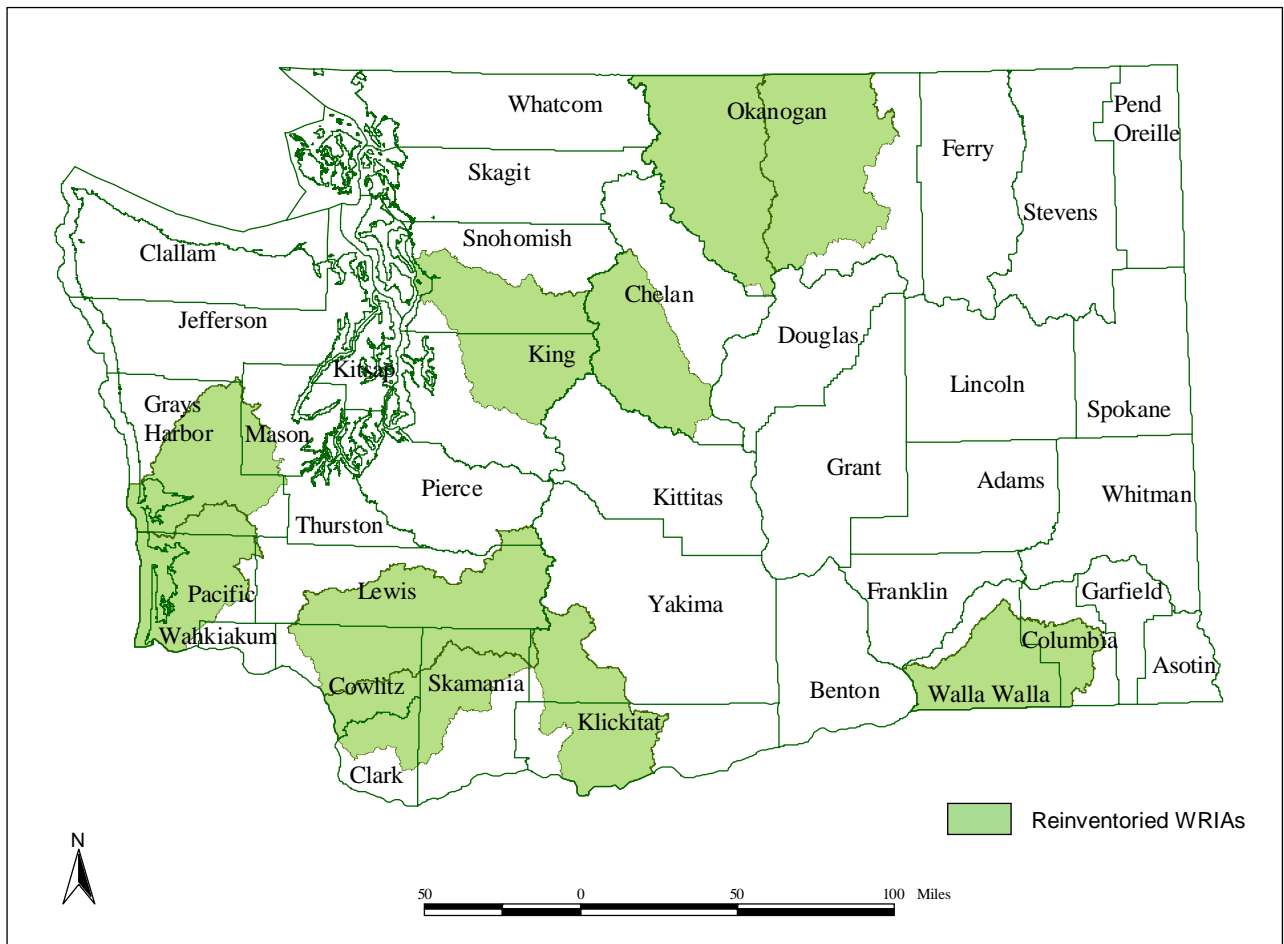 Whatcom
Okanogan
Pend
Oreille
Ferry
Skagit
Stevens
Snohomish
Clallam
Chelan
Jefferson
Douglas
King
Kitsap
Lincoln
Grays
Harbor
Mason
Spokane
Grant
Adams
Pierce
Kittitas
Whitman
Thurston
Pacific
Lewis
Yakima
Franklin
Garfield
Wahkiakum
Columbia
Asotin
Cowlitz
Skamania
Benton
Walla Walla
Klickitat
Clark
Reinventoried WRIAs
N
50 0 50 100 Miles